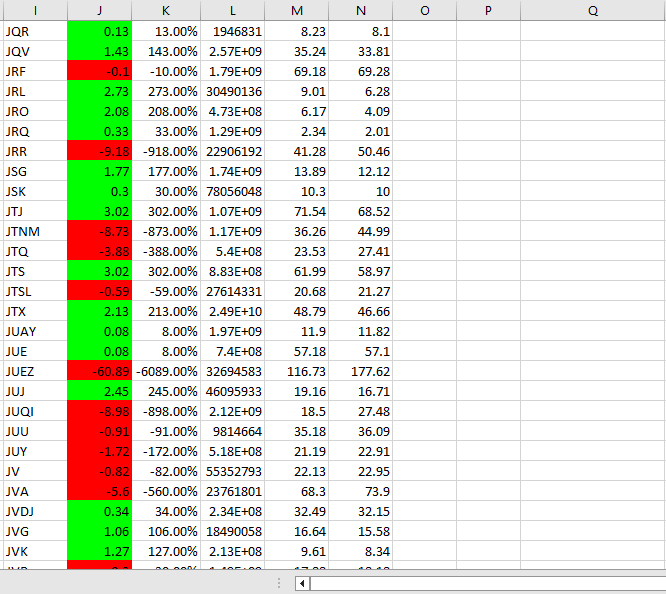 I J K L M N O P Q
JQR 0.13 13.00% 1946831 8.23 8.1
JQV 1.43 143.00% 2.57E+09 35.24 33.81
JRF -0.1 -10.00% 1.79E+09 69.18 69.28
JRL 2.73 273.00% 30490136 9.01 6.28
JRO 2.08 208.00% 4.73E+08 6.17 4.09
JRQ 0.33 33.00% 1.29E+09 2.34 2.01
JRR -9.18 -918.00% 22906192 41.28 50.46
JSG 1.77 177.00% 1.74E+09 13.89 12.12
JSK 0.3 30.00% 78056048 10.3 10
JTJ 3.02 302.00% 1.07E+09 71.54 68.52
JTNM -8.73 -873.00% 1.17E+09 36.26 44.99
JTQ -3.88 -388.00% 5.4E+08 23.53 27.41
JTS 3.02 302.00% 8.83E+08 61.99 58.97
JTSL -0.59 -59.00% 27614331 20.68 21.27
JTX 2.13 213.00% 2.49E+10 48.79 46.66
JUAY 0.08 8.00% 1.97E+09 11.9 11.82
JUE 0.08 8.00% 7.4E+08 57.18 57.1
JUEZ -60.89 -6089.00% 32694583 116.73 177.62
JUJ 2.45 245.00% 46095933 19.16 16.71
JUQI -8.98 -898.00% 2.12E+09 18.5 27.48
JUU -0.91 -91.00% 9814664 35.18 36.09
JUY -1.72 -172.00% 5.18E+08 21.19 22.91
JV -0.82 -82.00% 55352793 22.13 22.95
JVA -5.6 -560.00% 23761801 68.3 73.9
JVDJ 0.34 34.00% 2.34E+08 32.49 32.15
JVG 1.06 106.00% 18490058 16.64 15.58
JVK 1.27 127.00% 2.13E+08 9.61 8.34